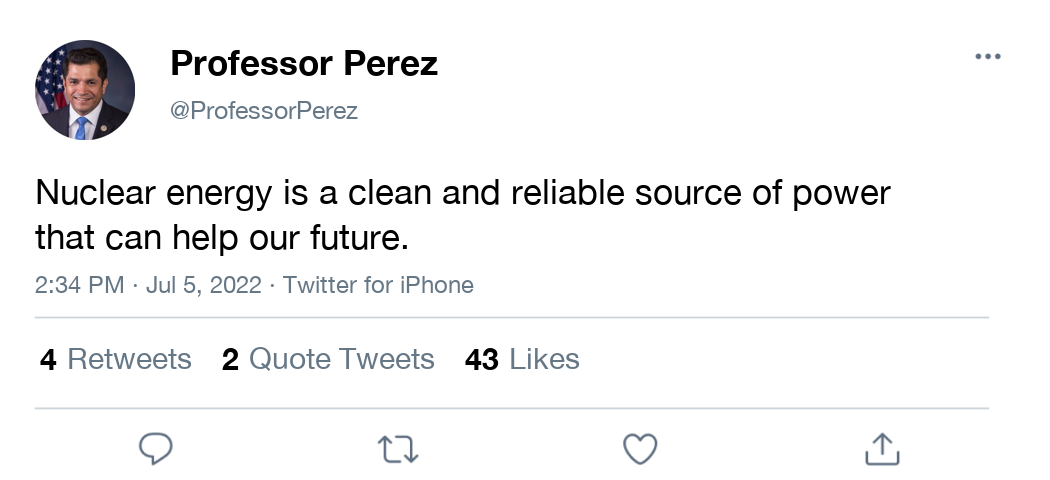 Professor Perez
@ProfessorPerez
Nuclear energy is a clean and reliable source of power
that can help our future.
2:34 PM · Jul 5, 2022 · Twitter for iPhone
4 Retweets 2 Quote Tweets 43 Likes